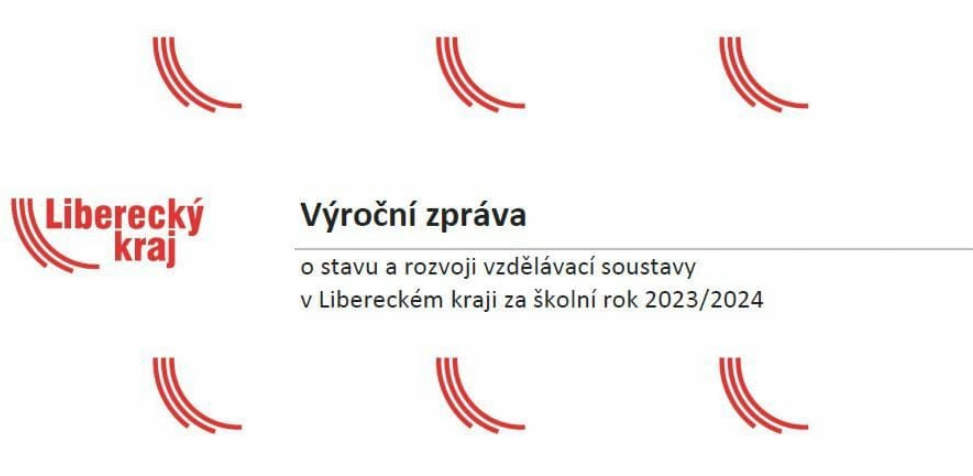 Liberecký
kraj
Výroční zpráva
o stavu a rozvoji vzdělávací soustavy
v Libereckém kraji za školní rok 2023/2024